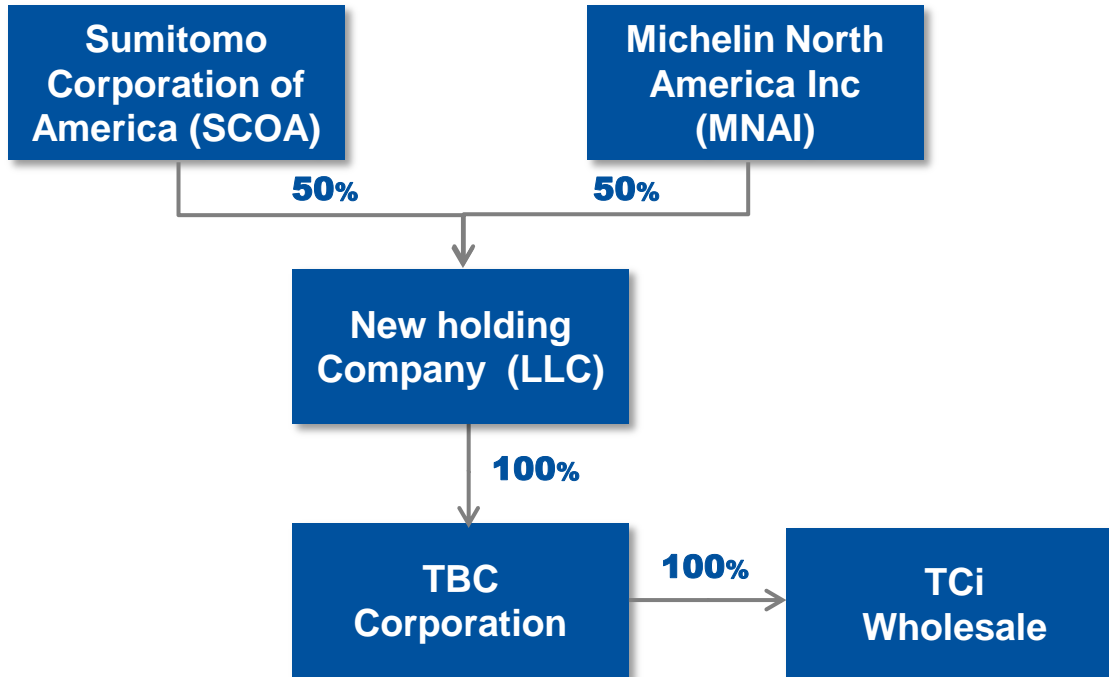 Sumitomo
Corporation of
America (SCOA)
Michelin North
America Inc
(MNAI)
50%
50%
New holding
Company (LLC)
100%
TBC
Corporation
100%
TCi
Wholesale